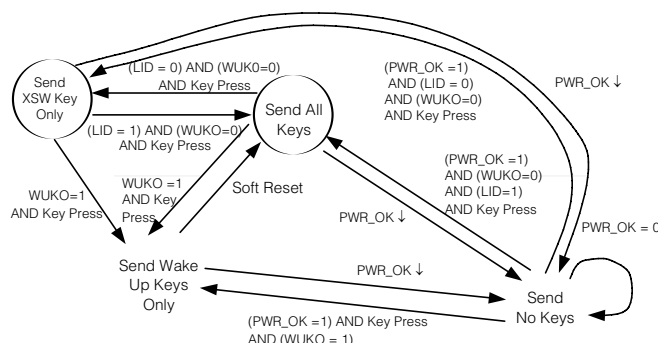 Send
XSW Key
Only
(LID = 0) AND (WUK0=0)
AND Key Press
(LID = 1) AND (WUKO=0)
AND Key Press
Send All
Keys
(PWR_OK =1)
AND (LID = 0)
AND (WUKO=0)
AND Key Press
PWR_OK ↓
(PWR_OK =1)
AND (WUKO=0)
AND (LID=1)
AND Key Press
WUKO=1
AND Key Press
WUKO =1
AND Key
Press
Soft Reset
PWR_OK ↓
PWR_OK = 0
Send Wake
Up Keys
Only
PWR_OK ↓
Send
No Keys
(PWR_OK =1) AND Key Press
AND (WUKO = 1)